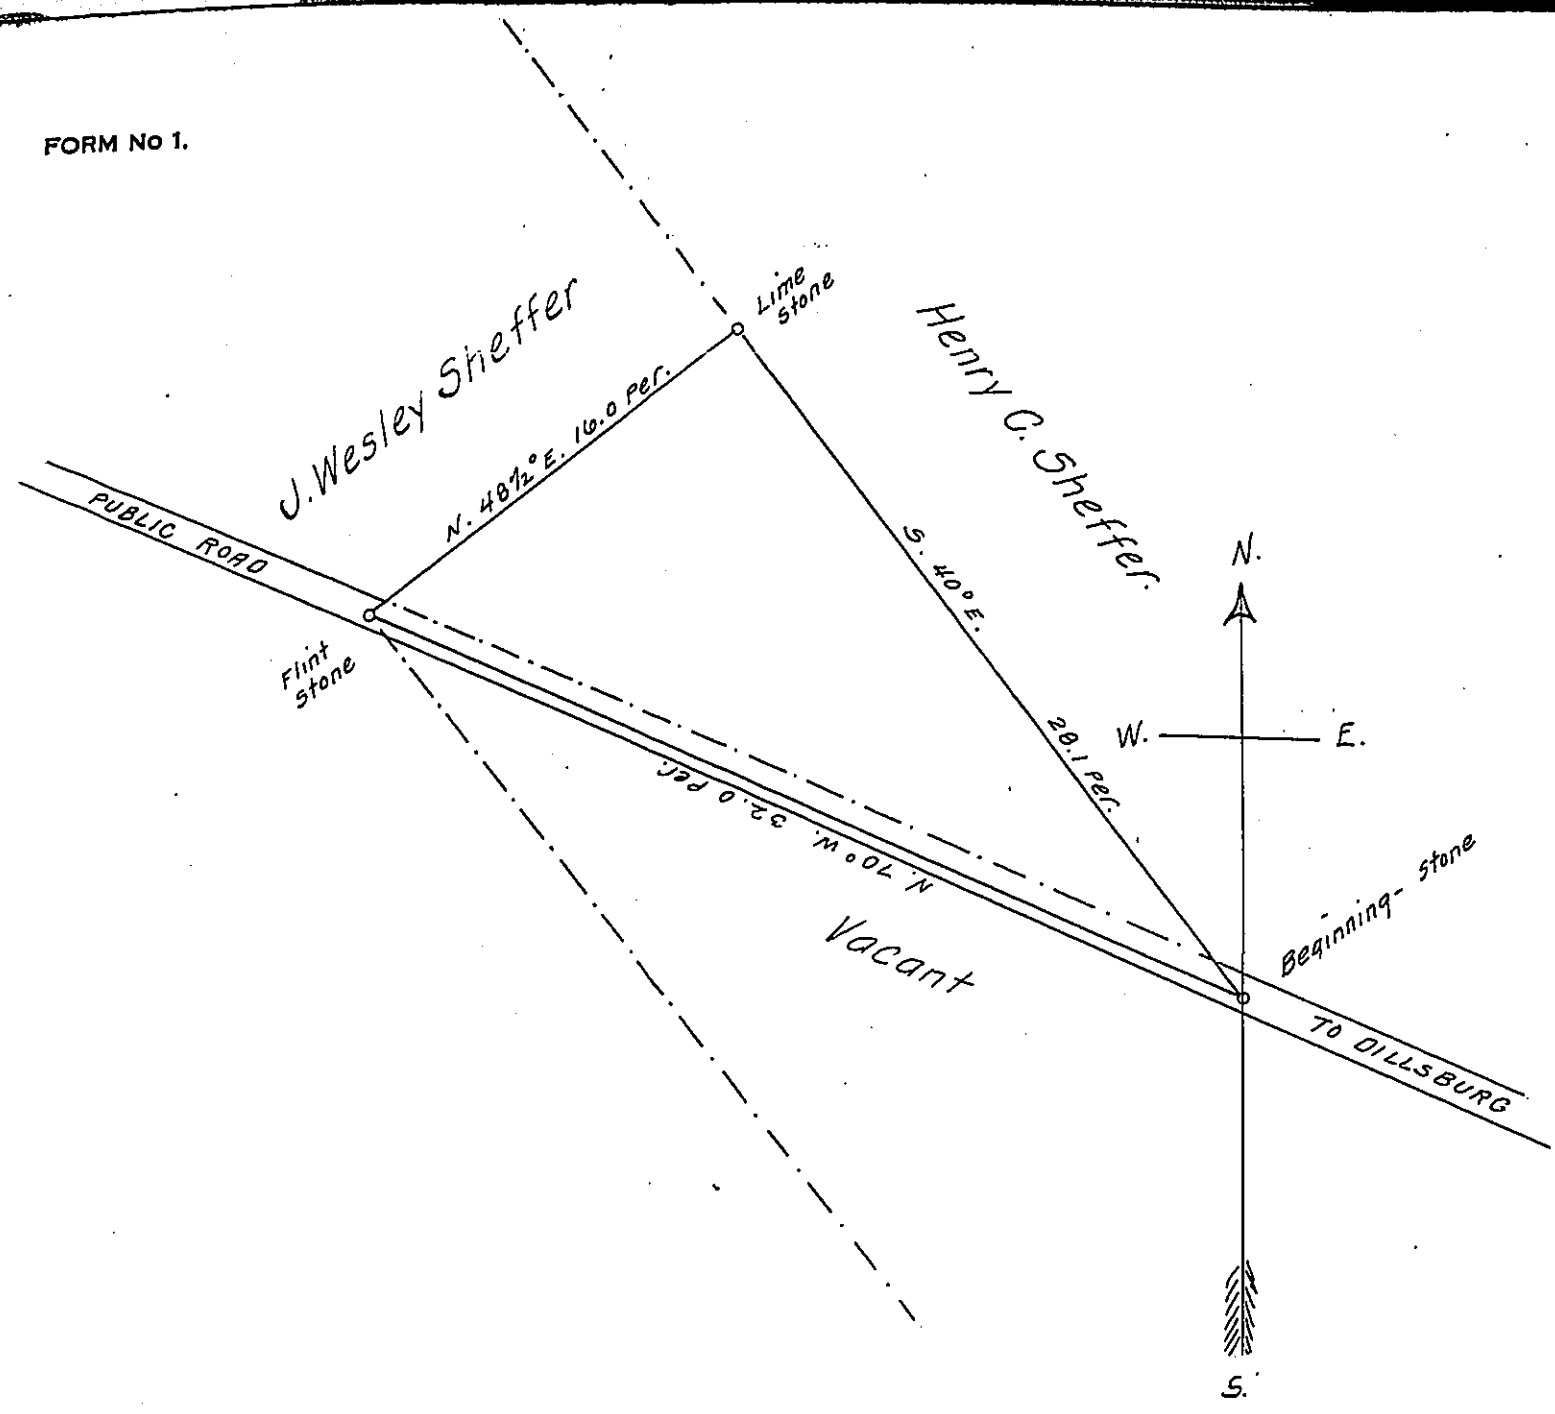 FORM No 1.
Lime
Stone
J. Wesley Sheffer
Henry C. Sheffer.
N. 48½° E. 16.0 Per.
PUBLIC ROAD
S. 40° E. 28.1 Per.
N.
Flint
Stone
W. E.
N. 70° W. 32.0 Per.
Beginning - Stone
Vacant
TO DILLSBURG
S.